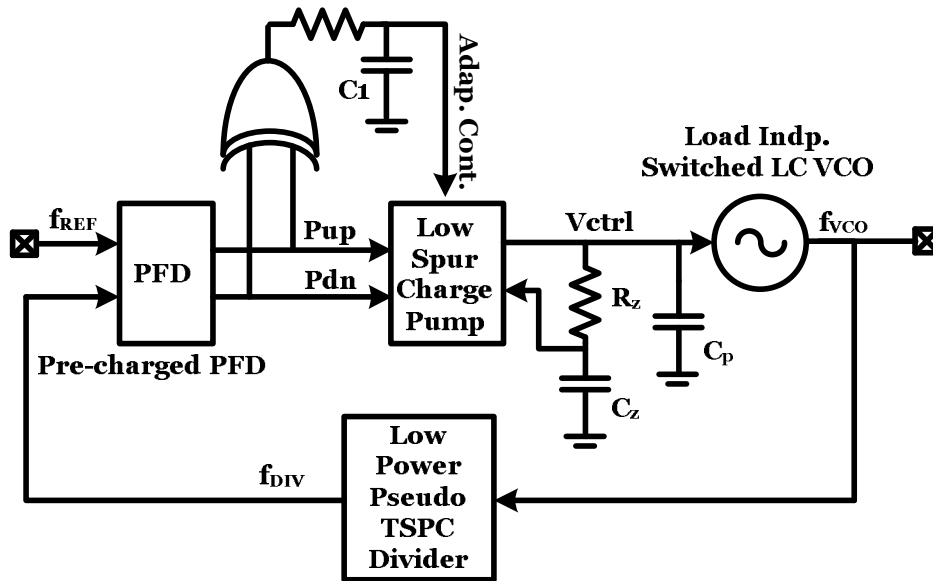 C1
Adap. Cont.
Load Indp.
Switched LC VCO
fREF
PFD
Pup
Pdn
Low
Spur
Charge
Pump
Vctrl
fVCO
Rz
Cp
Cz
Pre-charged PFD
fDIV
Low
Power
Pseudo
TSPC
Divider